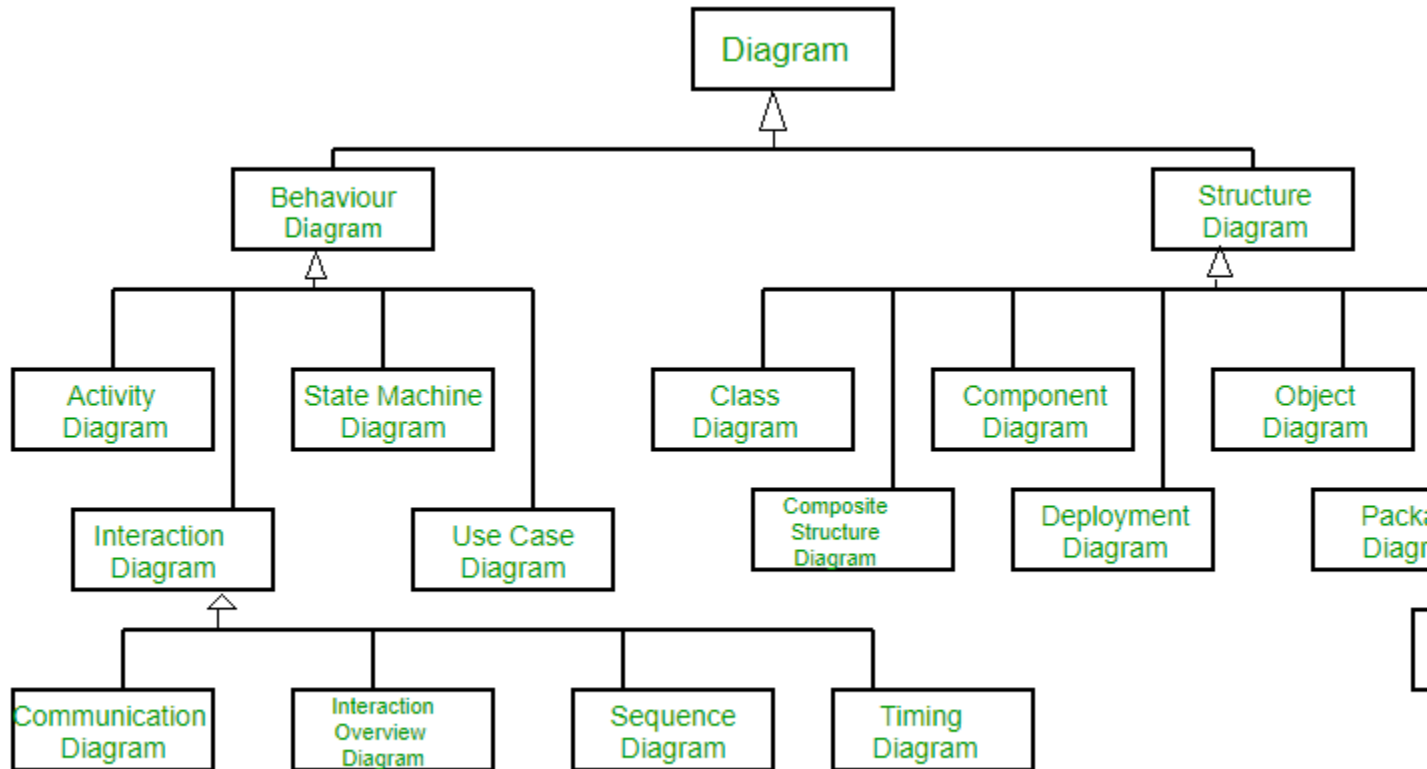 Diagram
Behaviour
Diagram
Structure
Diagram
Activity
Diagram
State Machine
Diagram
Class
Diagram
Component
Diagram
Object
Diagram
Interaction
Diagram
Use Case
Diagram
Composite
Structure
Diagram
Deployment
Diagram
Communication
Diagram
Interaction
Overview
Diagram
Sequence
Diagram
Timing
Diagram